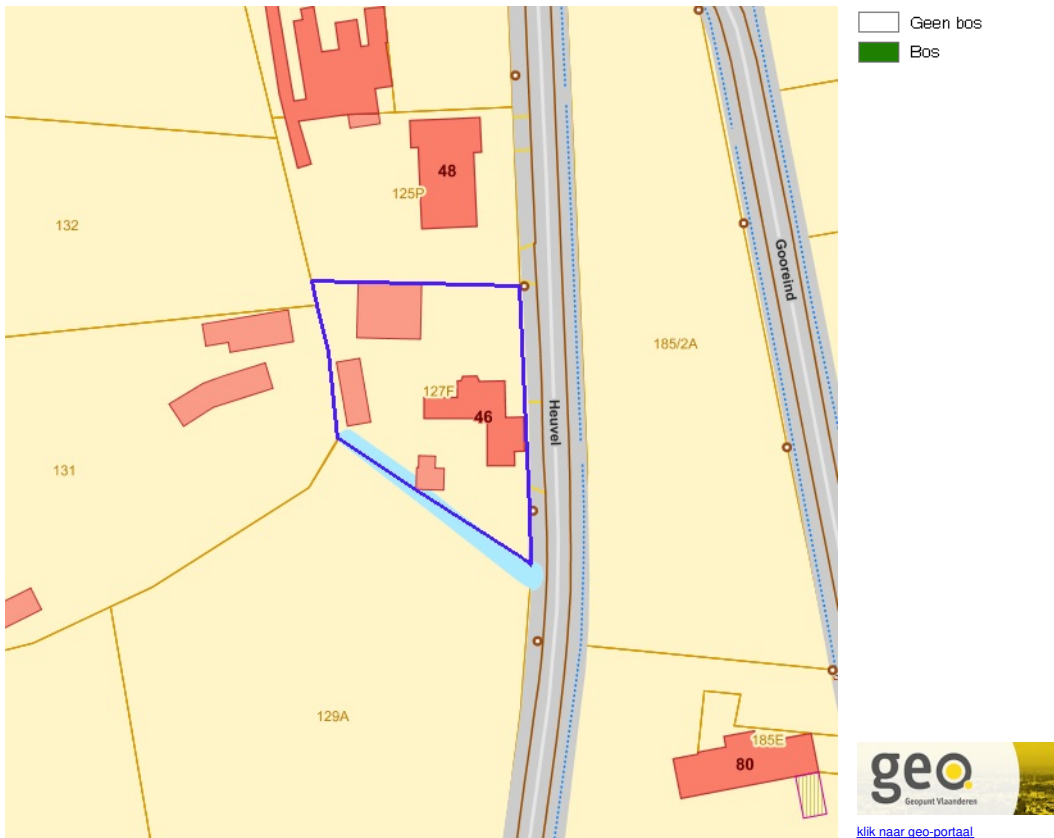 Geen bos
Bos
48
125P
132
Gooreind
185/2A
127F
46
Heuvel
131
129A
185E
80
geo
Geopunt Vlaanderen
klik naar geo-portaal